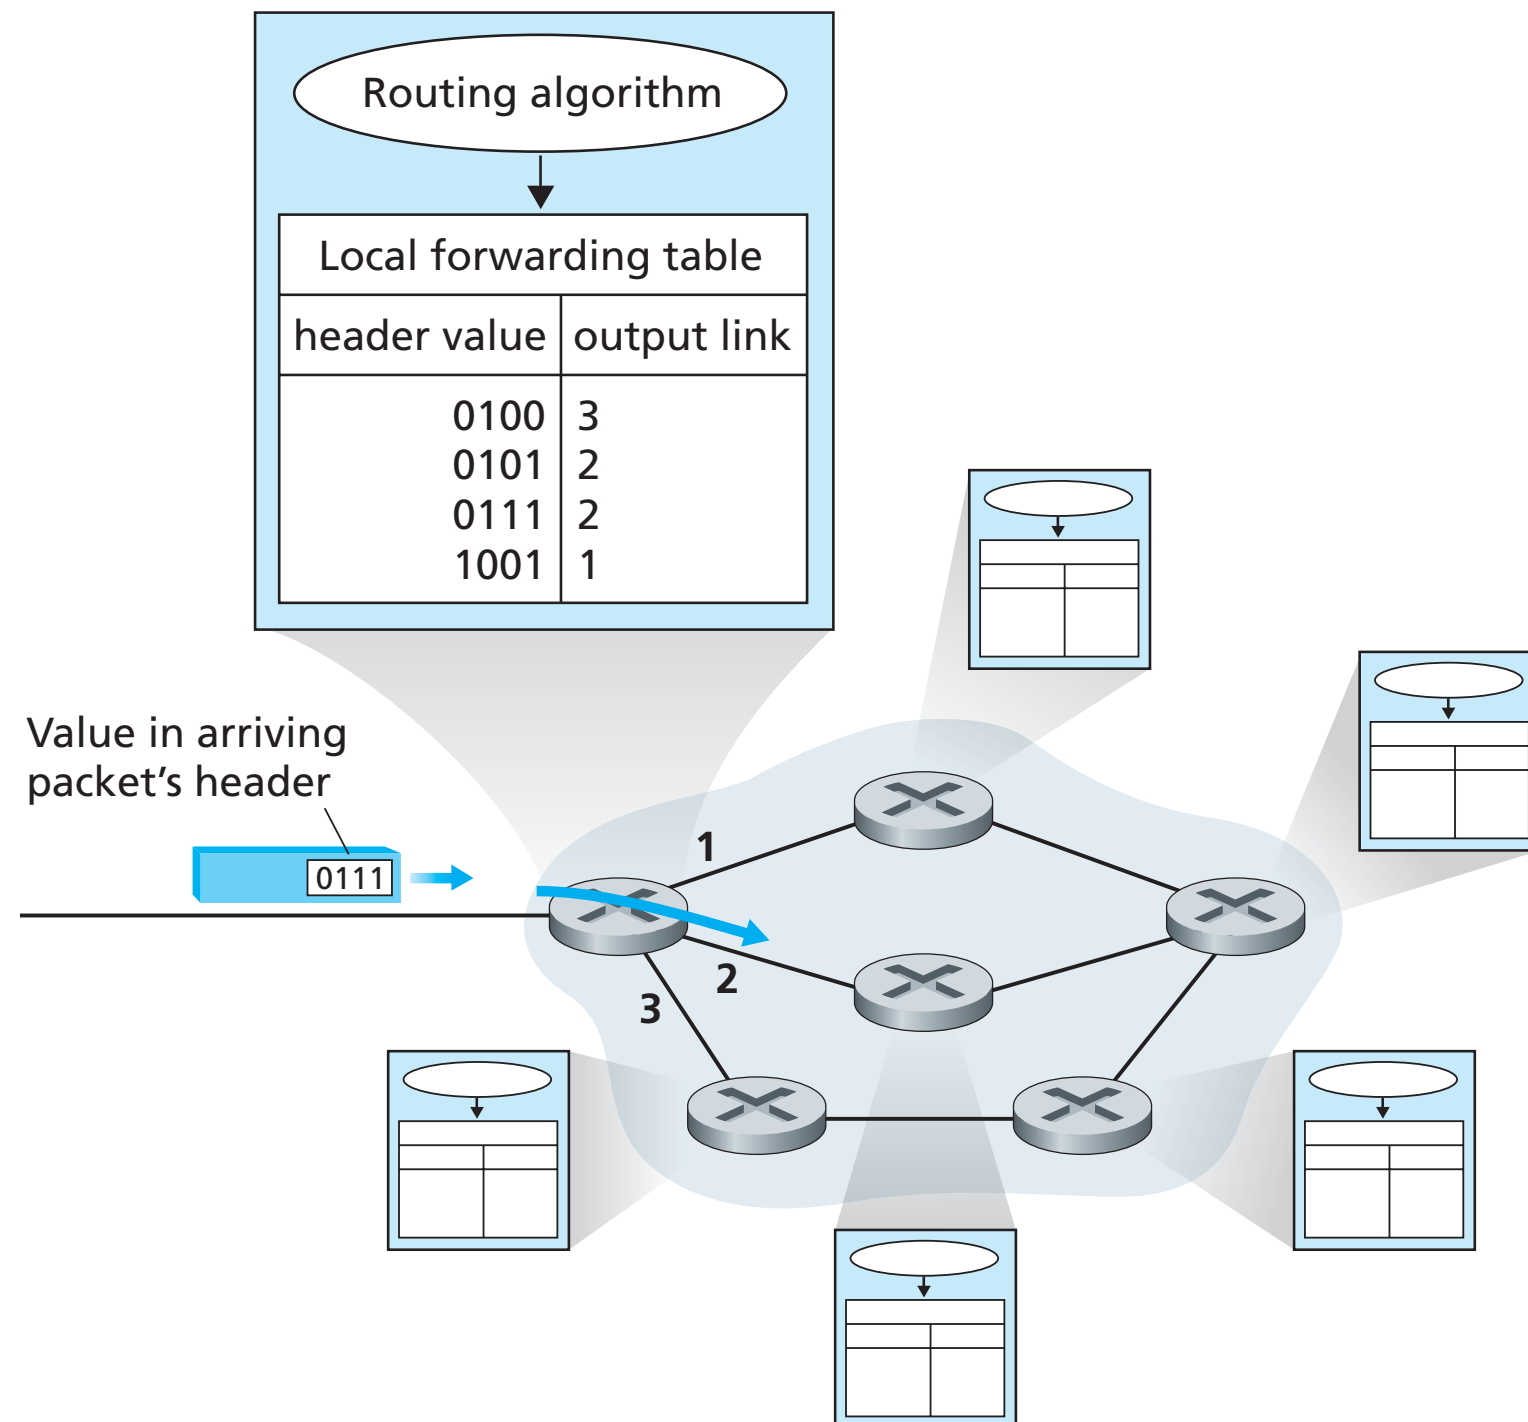 Routing algorithm
Local forwarding table
header value output link
0100 3
0101 2
0111 2
1001 1
Value in arriving
packet’s header
0111
1
2
3